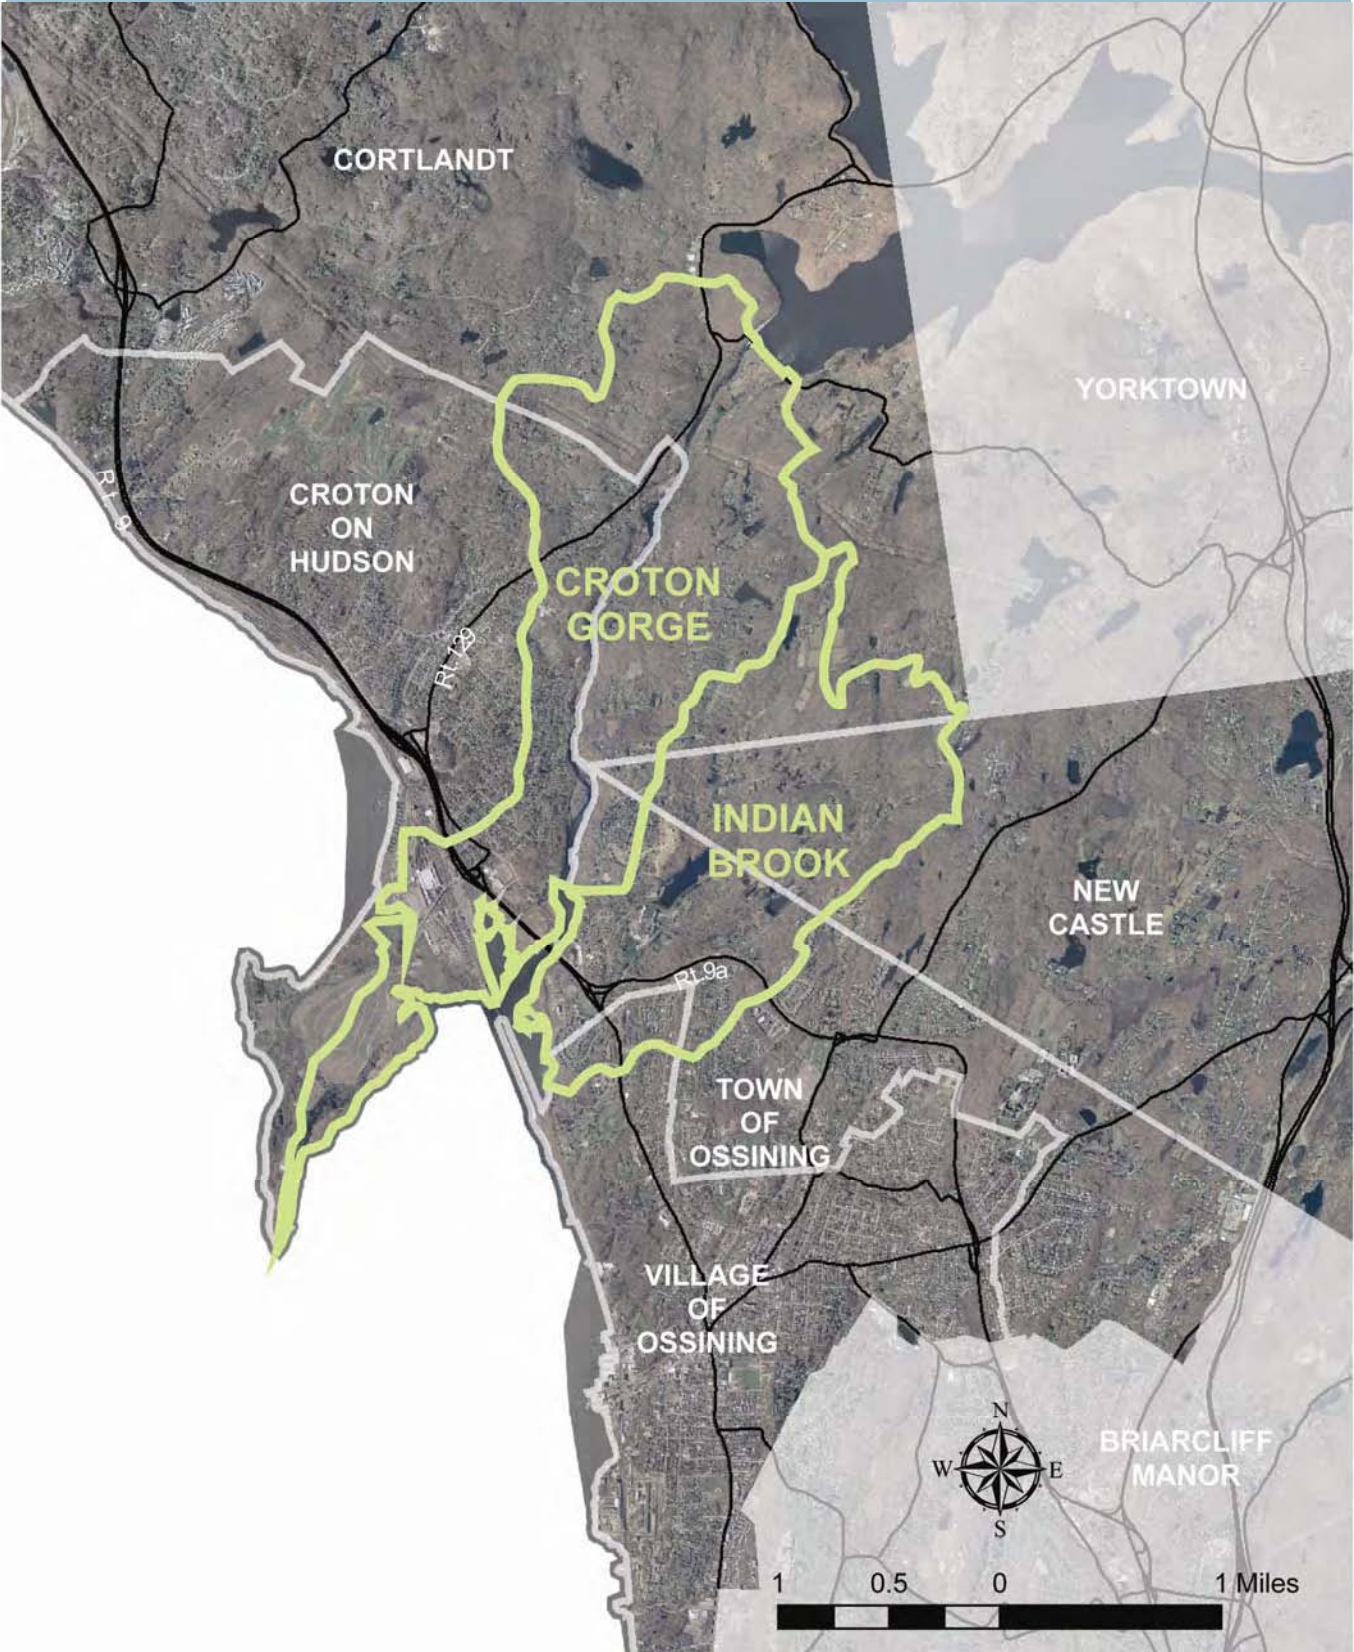 CORTLANDT
YORKTOWN
Rt. 9
CROTON
ON
HUDSON
CROTON
GORGE
Rt. 129
INDIAN
BROOK
NEW
CASTLE
Rt. 9a
TOWN
OF
OSSINING
VILLAGE
OF
OSSINING
N
W E
S
BRIARCLIFF
MANOR
1 0.5 0 1 Miles